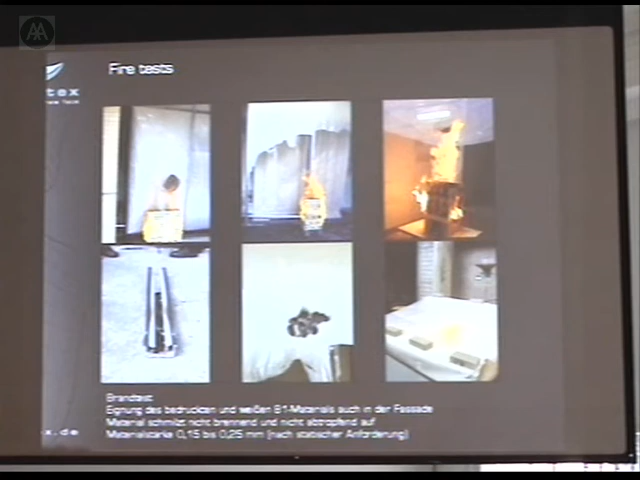 AA
Fire tests
tex
Brandtest:
Eignung des bedruckten und weißen B1-Materials auch in der Fassade
Material schmilzt nicht brennend und nicht abtropfend auf
Materialstärke 0,15 bis 0,25 mm (nach statischer Anforderung)
x.de